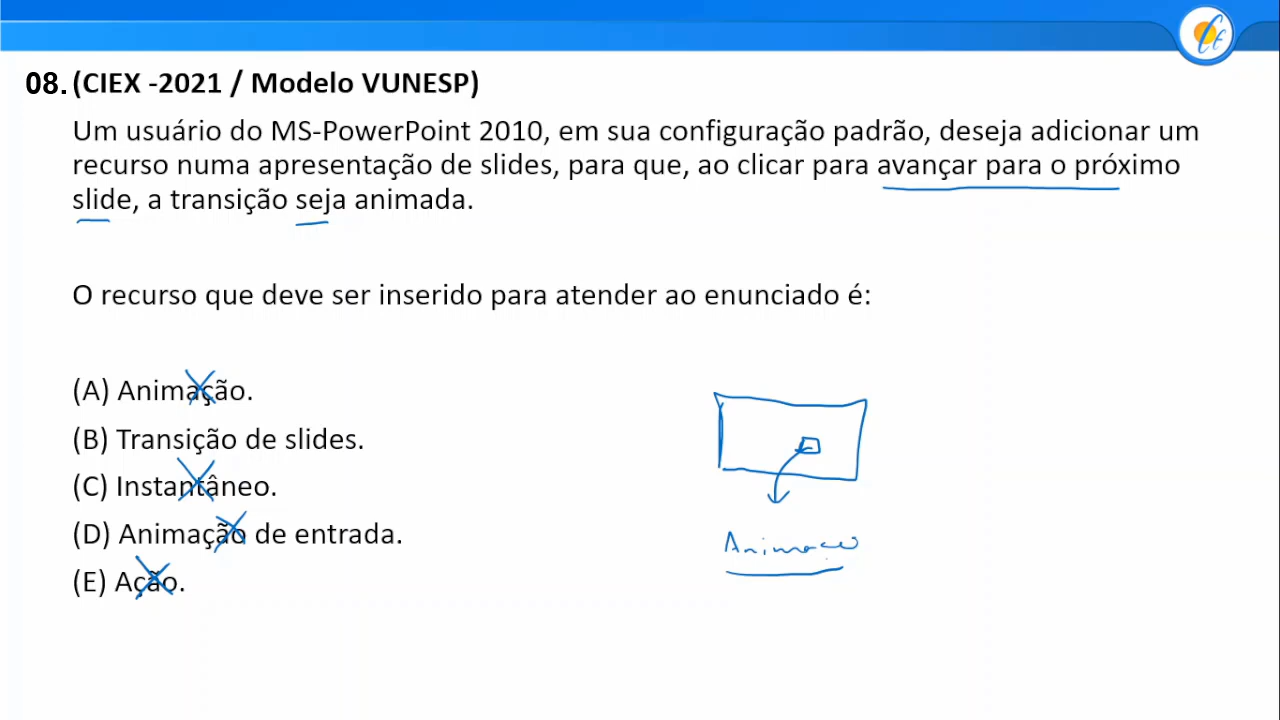 08. (CIEX -2021 / Modelo VUNESP)
Um usuário do MS-PowerPoint 2010, em sua configuração padrão, deseja adicionar um
recurso numa apresentação de slides, para que, ao clicar para avançar para o próximo
slide, a transição seja animada.
O recurso que deve ser inserido para atender ao enunciado é:
(A) Animação.
(B) Transição de slides.
(C) Instantâneo.
(D) Animação de entrada.
(E) Ação.
Animacao